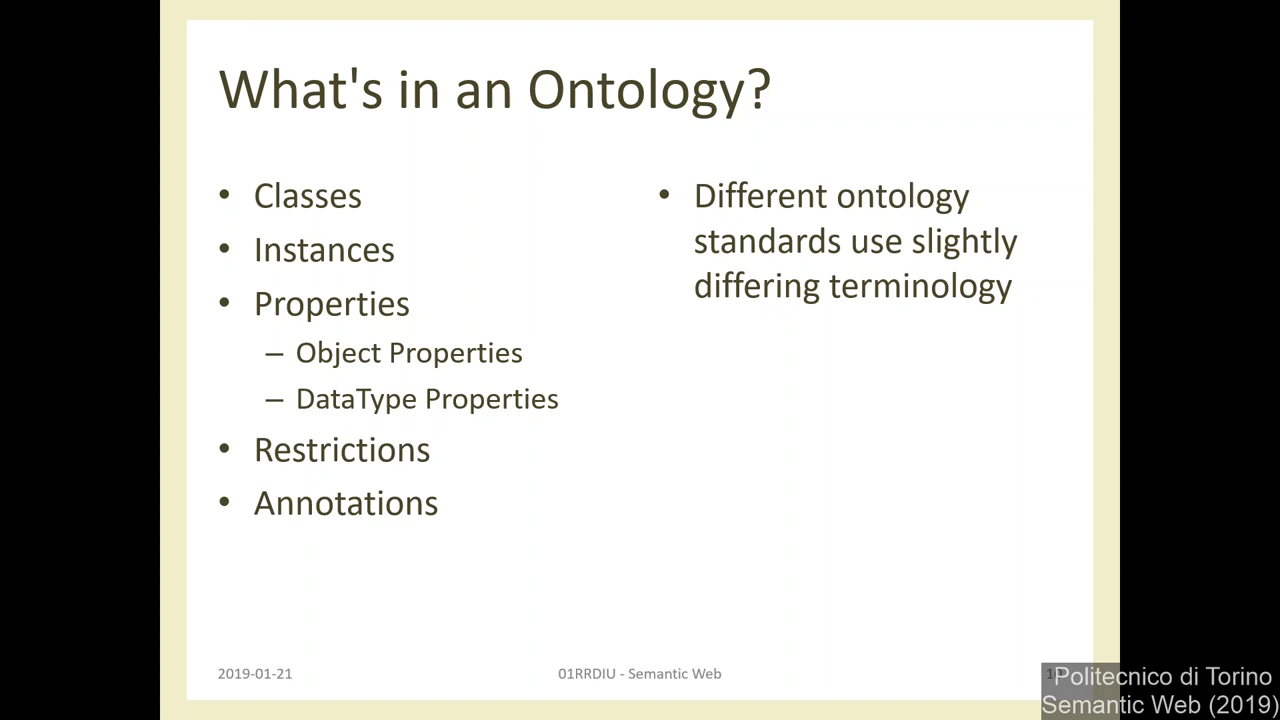 What's in an Ontology?
• Classes
• Instances
• Properties
– Object Properties
– DataType Properties
• Restrictions
• Annotations
• Different ontology
standards use slightly
differing terminology
2019-01-21
01RRDIU - Semantic Web
Politecnico di Torino
Semantic Web (2019)